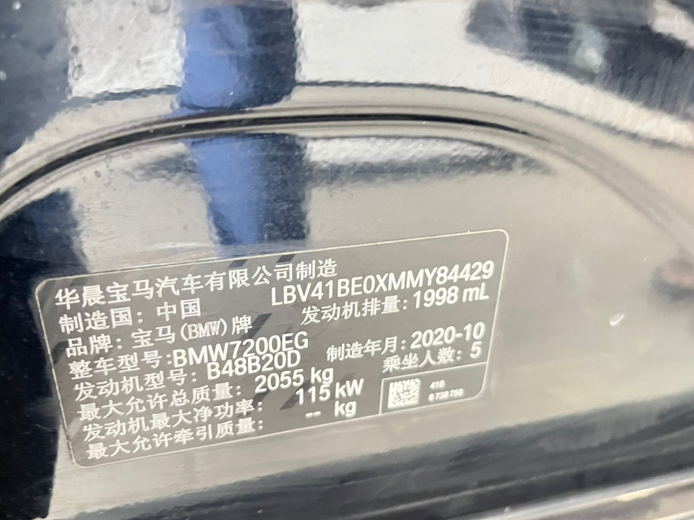 华晨宝马汽车有限公司制造
制造国: 中国 LBV41BE0XMMY84429
品牌: 宝马(BMW)牌 发动机排量: 1998 mL
整车型号:BMW7200EG
发动机型号: B48B20D 制造年月: 2020-10
最大允许总质量: 2055 kg 乘坐人数: 5
发动机最大净功率: 115 kW
最大允许牵引质量: -- kg
416
6738756